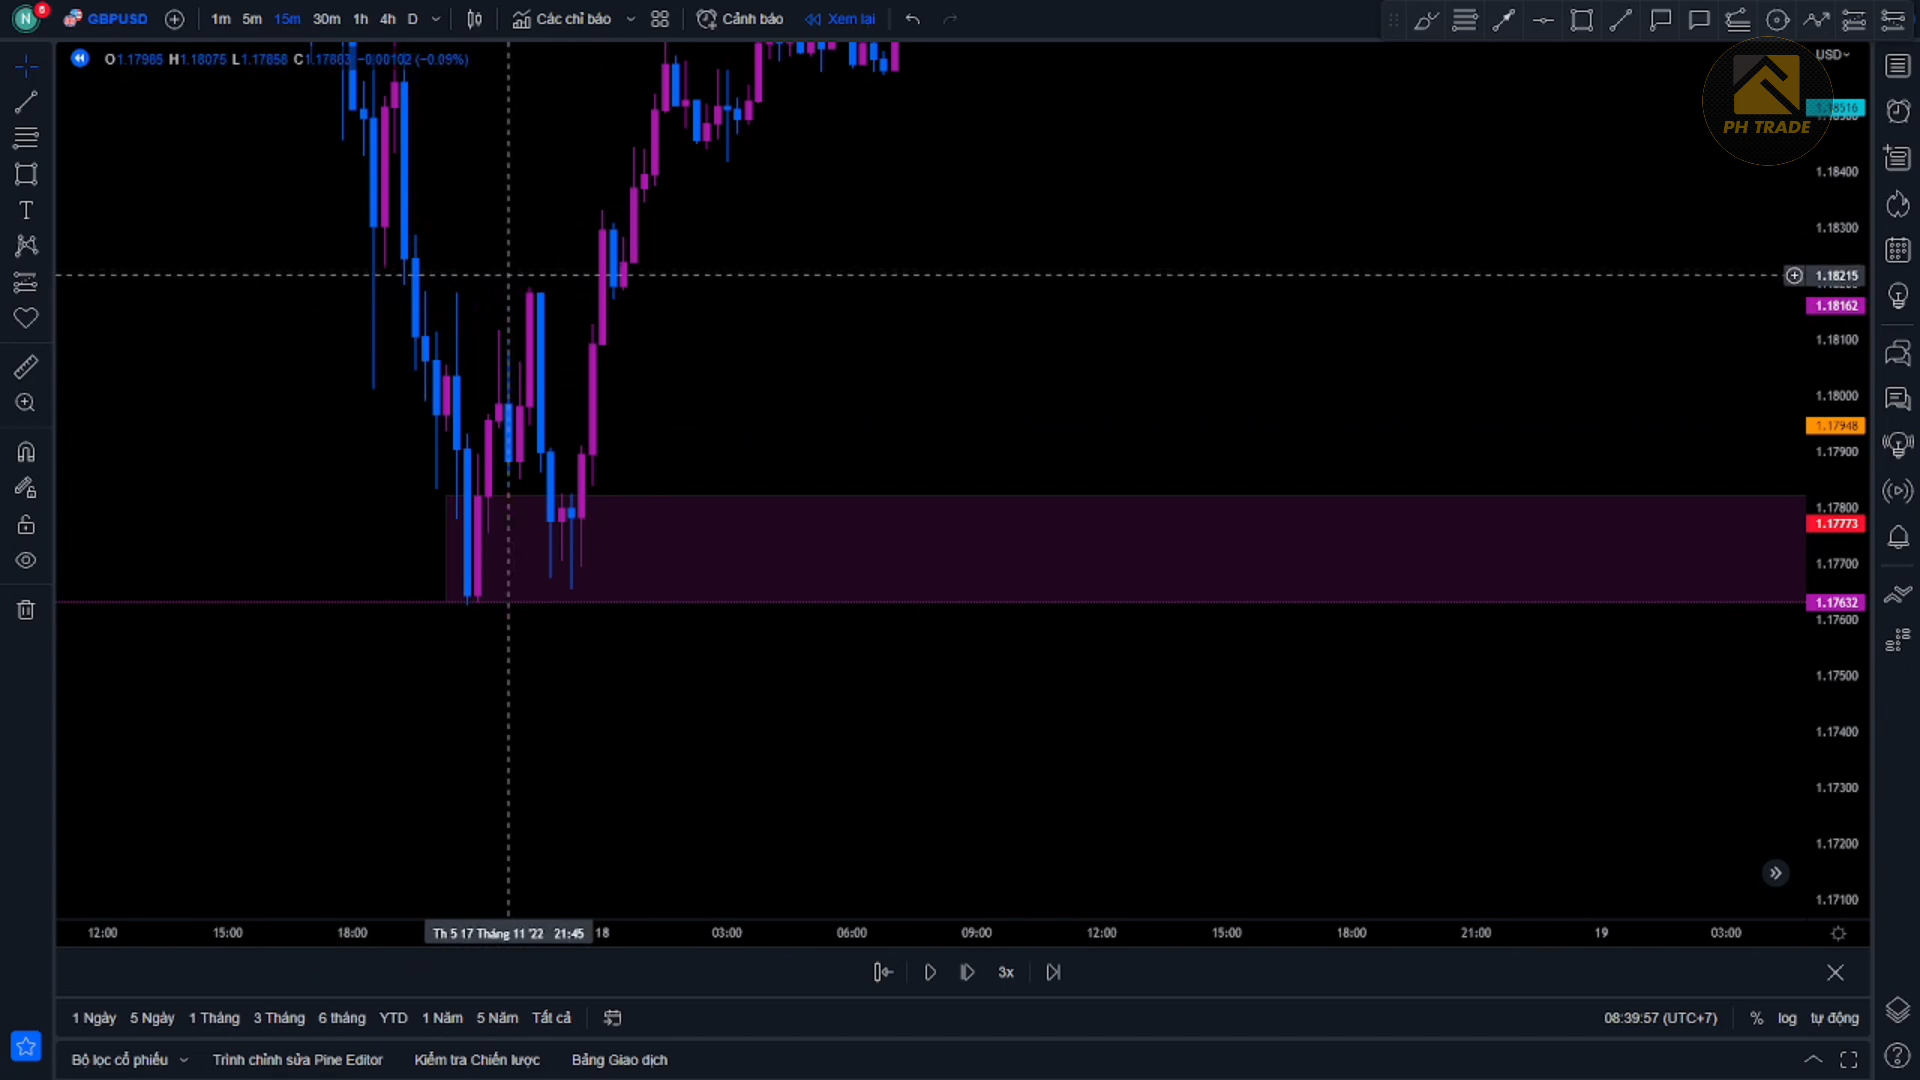 N 6 GBPUSD 1m 5m 15m 30m 1h 4h D Các chỉ báo Cảnh báo Xem lại
O1.17985 H1.18075 L1.17858 C1.17883 −0.00102 (−0.09%)
USD
1.18516
PH TRADE
1.18400
1.18300
1.18215
1.18162
1.18100
1.18000
1.17948
1.17900
1.17800
1.17773
1.17700
1.17632
1.17600
1.17500
1.17400
1.17300
1.17200
1.17100
12:00 15:00 18:00 Th 5 17 Tháng 11 '22 21:45 18 03:00 06:00 09:00 12:00 15:00 18:00 21:00 19 03:00
3x
1 Ngày 5 Ngày 1 Tháng 3 Tháng 6 tháng YTD 1 Năm 5 Năm Tất cả 08:39:57 (UTC+7) % log tự động
Bộ lọc cổ phiếu Trình chỉnh sửa Pine Editor Kiểm tra Chiến lược Bảng Giao dịch